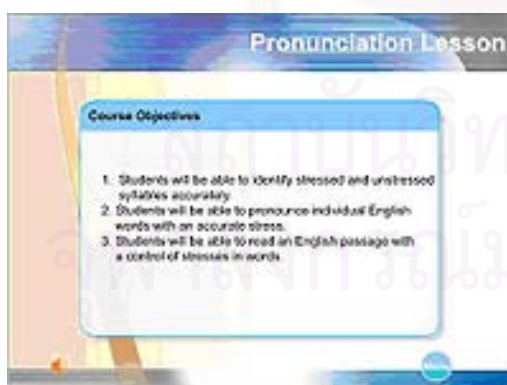 Pronunciation Lesson
Course Objectives
1. Students will be able to identify stressed and unstressed
syllables accurately.
2. Students will be able to pronounce individual English
words with an accurate stress.
3. Students will be able to read an English passage with
a control of stresses in words.